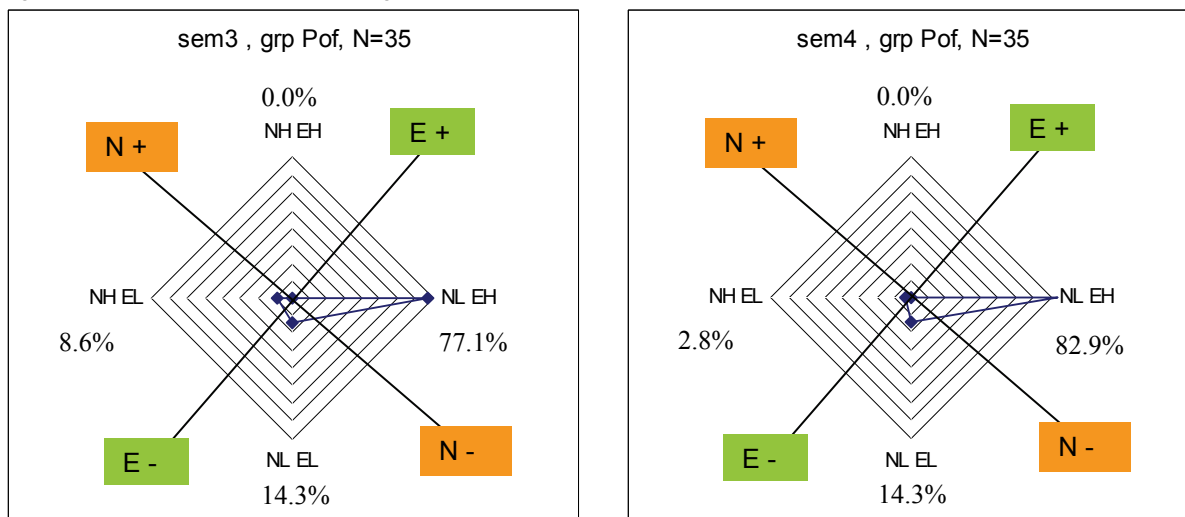 sem3 , grp Pof, N=35
0.0%
NH EH
N +
E +
NH EL
NL EH
8.6%
77.1%
E -
N -
NL EL
14.3%
sem4 , grp Pof, N=35
0.0%
NH EH
N +
E +
NH EL
NL EH
2.8%
82.9%
E -
N -
NL EL
14.3%